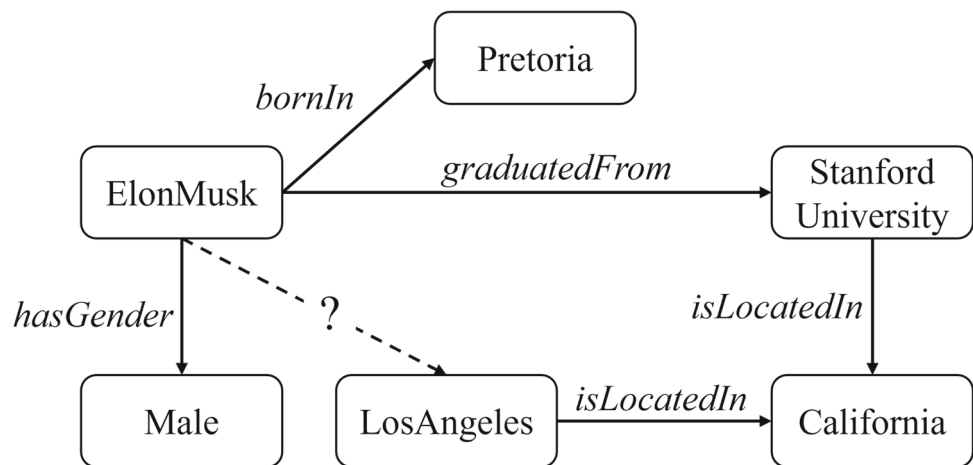 Pretoria
bornIn
ElonMusk
graduatedFrom
Stanford
University
hasGender
?
isLocatedIn
Male
LosAngeles
isLocatedIn
California